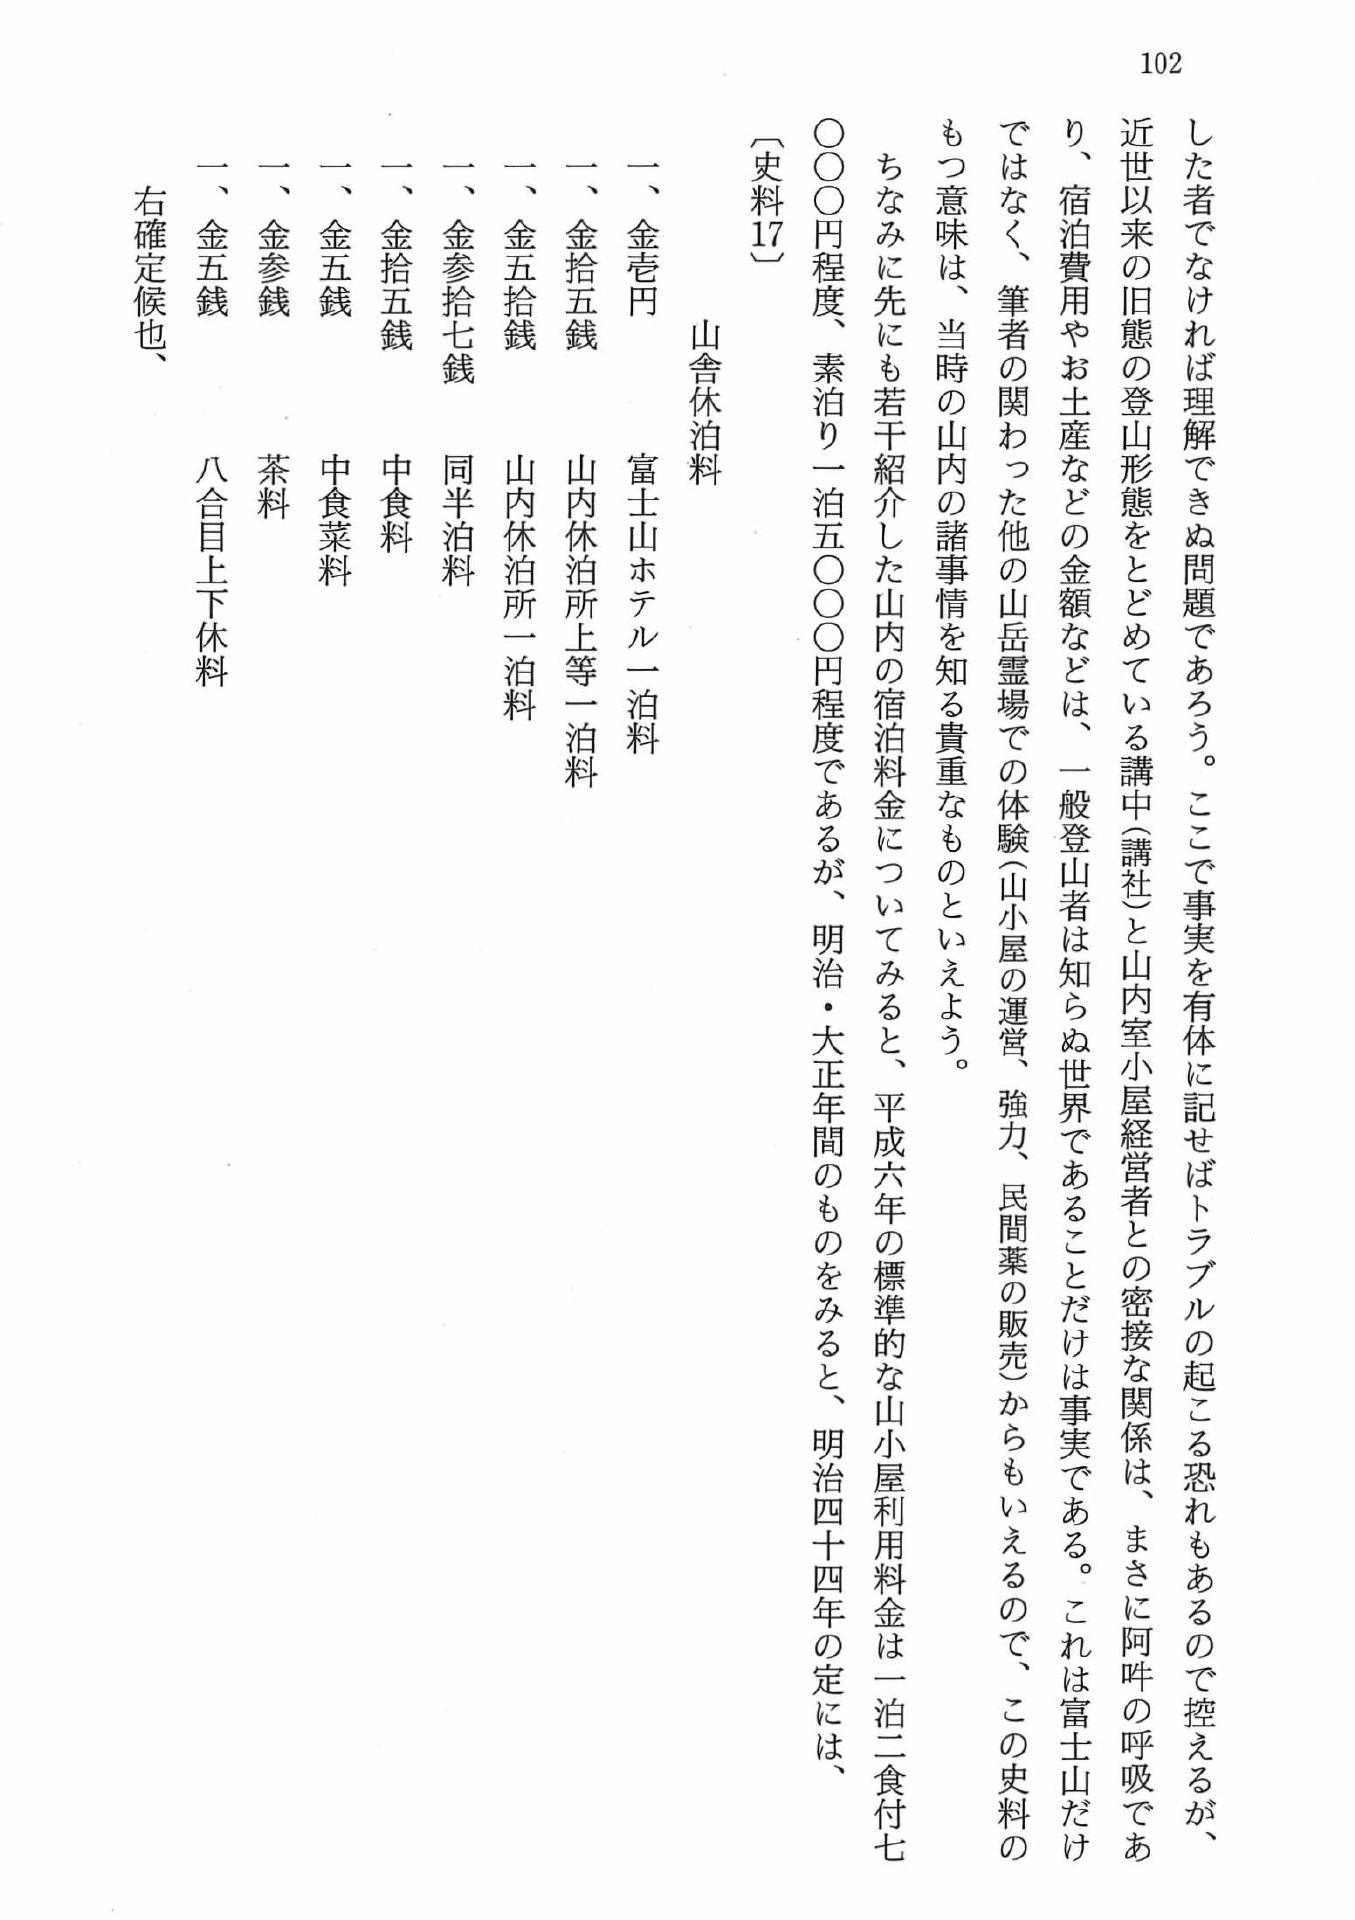 102
した者でなければ理解できぬ問題であろう。ここで事実を有体に記せばトラブルの起こる恐れもあるので控えるが、
近世以来の旧態の登山形態をとどめている講中(講社)と山内室小屋経営者との密接な関係は、まさに阿吽の呼吸であ
り、宿泊費用やお土産などの金額などは、一般登山者は知らぬ世界であることだけは事実である。これは富士山だけ
ではなく、筆者の関わった他の山岳霊場での体験(山小屋の運営、強力、民間薬の販売)からもいえるので、この史料の
もつ意味は、当時の山内の諸事情を知る貴重なものといえよう。
ちなみに先にも若干紹介した山内の宿泊料金についてみると、平成六年の標準的な山小屋利用料金は一泊二食付七
〇〇〇円程度、素泊り一泊五〇〇〇円程度であるが、明治・大正年間のものをみると、明治四十四年の定には、
〔史料17〕
山舎休泊料
一、金壱円　富士山ホテル一泊料
一、金拾五銭　山内休泊所上等一泊料
一、金五拾銭　山内休泊所一泊料
一、金参拾七銭　同半泊料
一、金拾五銭　中食料
一、金五銭　中食菜料
一、金参銭　茶料
一、金五銭　八合目上下休料
右確定候也、